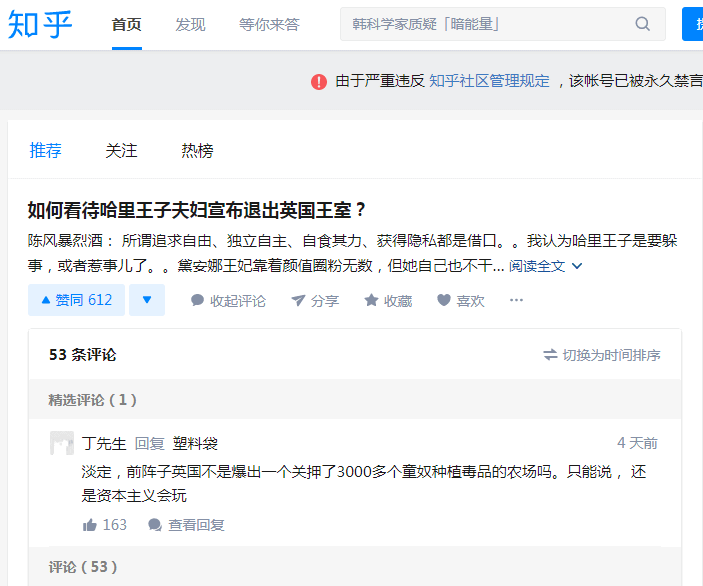 知乎 首页 发现 等你来答 韩科学家质疑「暗能量」
由于严重违反 知乎社区管理规定 ，该帐号已被永久禁言
推荐 关注 热榜
如何看待哈里王子夫妇宣布退出英国王室？
陈风暴烈酒： 所谓追求自由、独立自主、自食其力、获得隐私都是借口。。我认为哈里王子是要躲
事，或者惹事儿了。。黛安娜王妃靠着颜值圈粉无数，但她自己也不干... 阅读全文
赞同 612 收起评论 分享 收藏 喜欢 ···
53 条评论 切换为时间排序
精选评论（1）
丁先生 回复 塑料袋 4 天前
淡定，前阵子英国不是爆出一个关押了3000多个童奴种植毒品的农场吗。只能说， 还
是资本主义会玩
163 查看回复
评论（53）